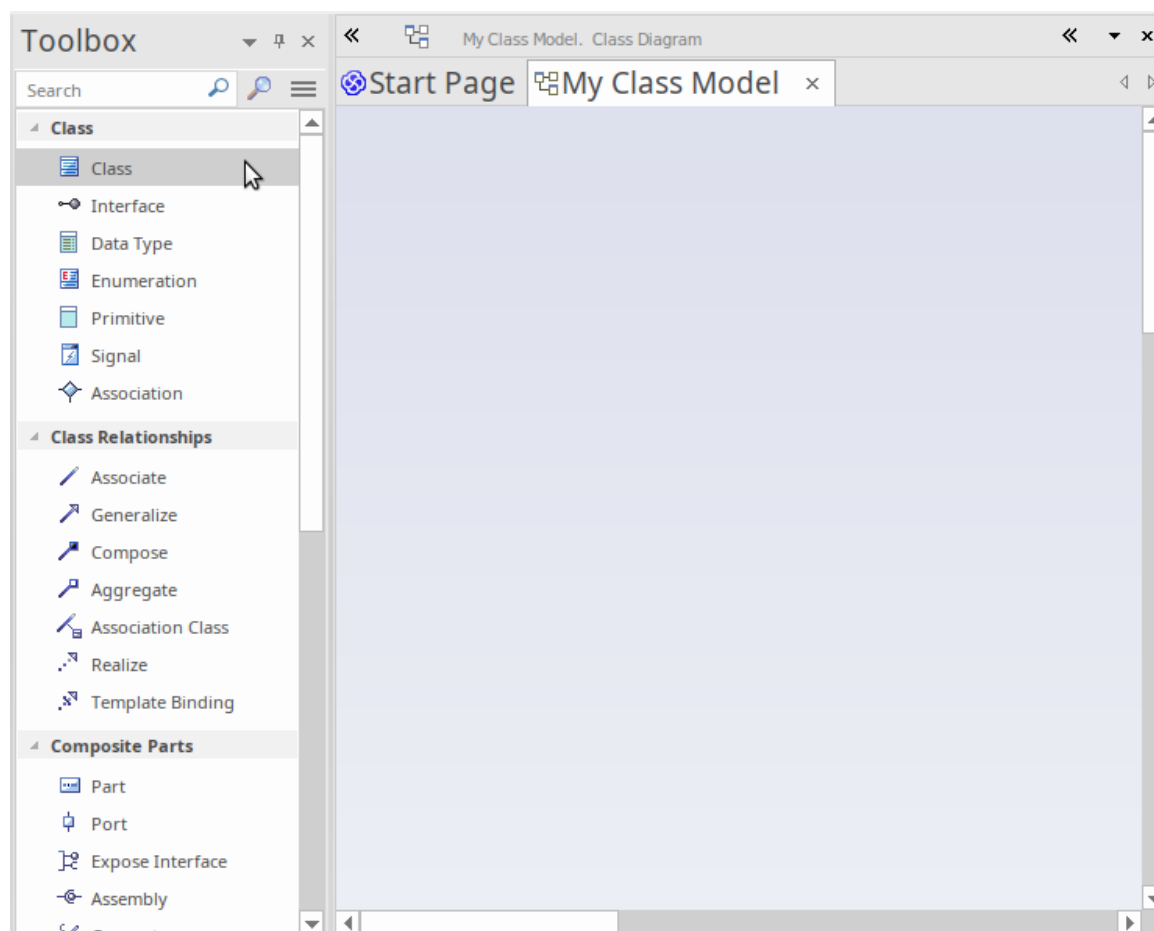 Toolbox
Search
Class
Class
Interface
Data Type
Enumeration
Primitive
Signal
Association
Class Relationships
Associate
Generalize
Compose
Aggregate
Association Class
Realize
Template Binding
Composite Parts
Part
Port
Expose Interface
Assembly
My Class Model. Class Diagram
Start Page My Class Model